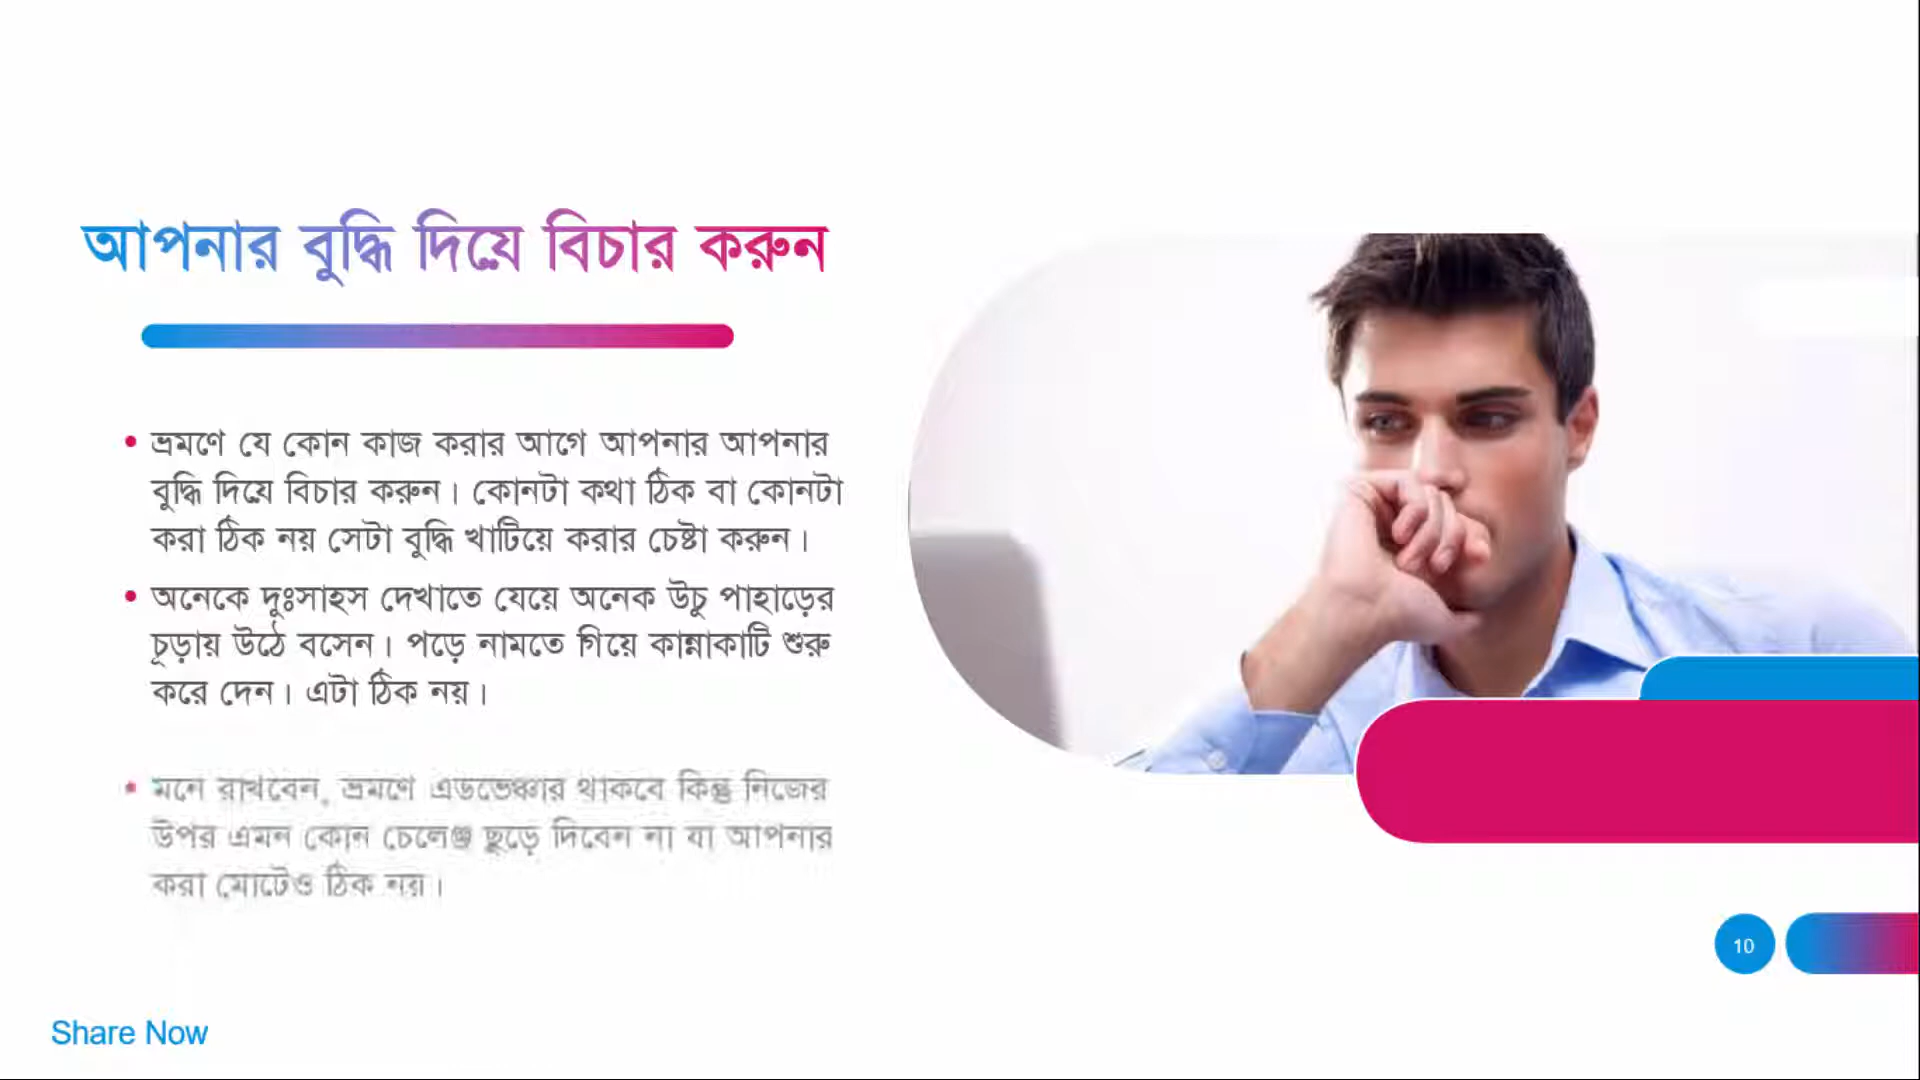 আপনার বুদ্ধি দিয়ে বিচার করুন
• ভ্রমণে যে কোন কাজ করার আগে আপনার আপনার
বুদ্ধি দিয়ে বিচার করুন। কোনটা কথা ঠিক বা কোনটা
করা ঠিক নয় সেটা বুদ্ধি খাটিয়ে করার চেষ্টা করুন।
• অনেকে দুঃসাহস দেখাতে যেয়ে অনেক উচু পাহাড়ের
চূড়ায় উঠে বসেন। পড়ে নামতে গিয়ে কান্নাকাটি শুরু
করে দেন। এটা ঠিক নয়।
• মনে রাখবেন, ভ্রমণে এডভেঞ্চার থাকবে কিন্তু নিজের
উপর এমন কোন চেলেঞ্জ ছুড়ে দিবেন না যা আপনার
করা মোটেও ঠিক নয়।
10
Share Now